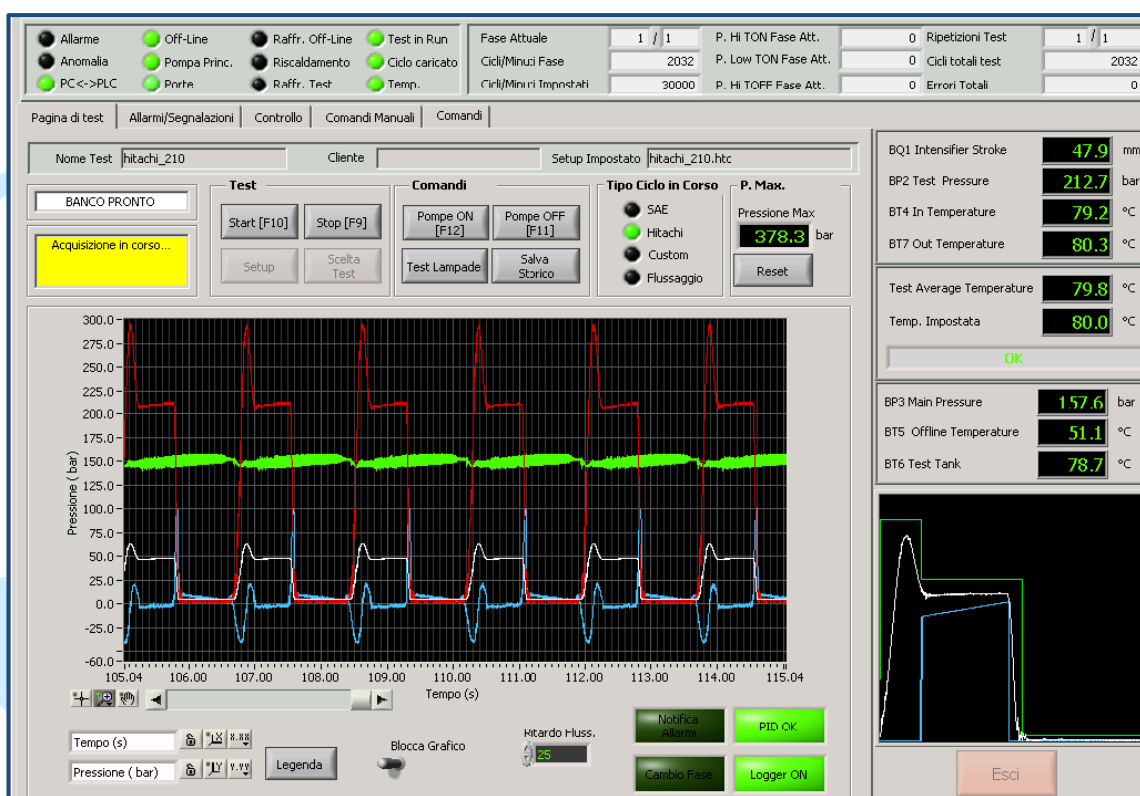 Allarme Off-Line Raffr. Off-Line Test in Run
Anomalia Pompa Princ. Riscaldamento Ciclo caricato
PC<->PLC Porte Raffr. Test Temp.
Fase Attuale 1 / 1 P. Hi TON Fase Att. 0 Ripetizioni Test 1 / 1
Cicli/Minuti Fase 2032 P. Low TON Fase Att. 0 Cicli totali test 2032
Cicli/Minuti Impostati 30000 P. Hi TOFF Fase Att. 0 Errori Totali 0
Pagina di test Allarmi/Segnalazioni Controllo Comandi Manuali Comandi
Nome Test hitachi_210 Cliente Setup Impostato hitachi_210.htc
BANCO PRONTO
Acquisizione in corso...
Test
Start [F10] Stop [F9]
Setup Scelta Test
Comandi
Pompe ON [F12] Pompe OFF [F11]
Test Lampade Salva Storico
Tipo Ciclo in Corso
SAE
Hitachi
Custom
Flussaggio
P. Max.
Pressione Max
378.3 bar
Reset
BQ1 Intensifier Stroke 47.9 mm
BP2 Test Pressure 212.7 bar
BT4 In Temperature 79.2 °C
BT7 Out Temperature 80.3 °C
Test Average Temperature 79.8 °C
Temp. Impostata 80.0 °C
OK
BP3 Main Pressure 157.6 bar
BT5 Offline Temperature 51.1 °C
BT6 Test Tank 78.7 °C
Pressione ( bar)
300.0
275.0
250.0
225.0
200.0
175.0
150.0
125.0
100.0
75.0
50.0
25.0
0.0
-25.0
-60.0
105.04 106.00 107.00 108.00 109.00 110.00 111.00 112.00 113.00 114.00 115.04
Tempo (s)
Tempo (s) X X.XX
Pressione ( bar) Y Y.YY
Legenda
Blocca Grafico
Ritardo Fluss.
25
Notifica Allarmi PID OK
Cambio Fase Logger ON
Esci